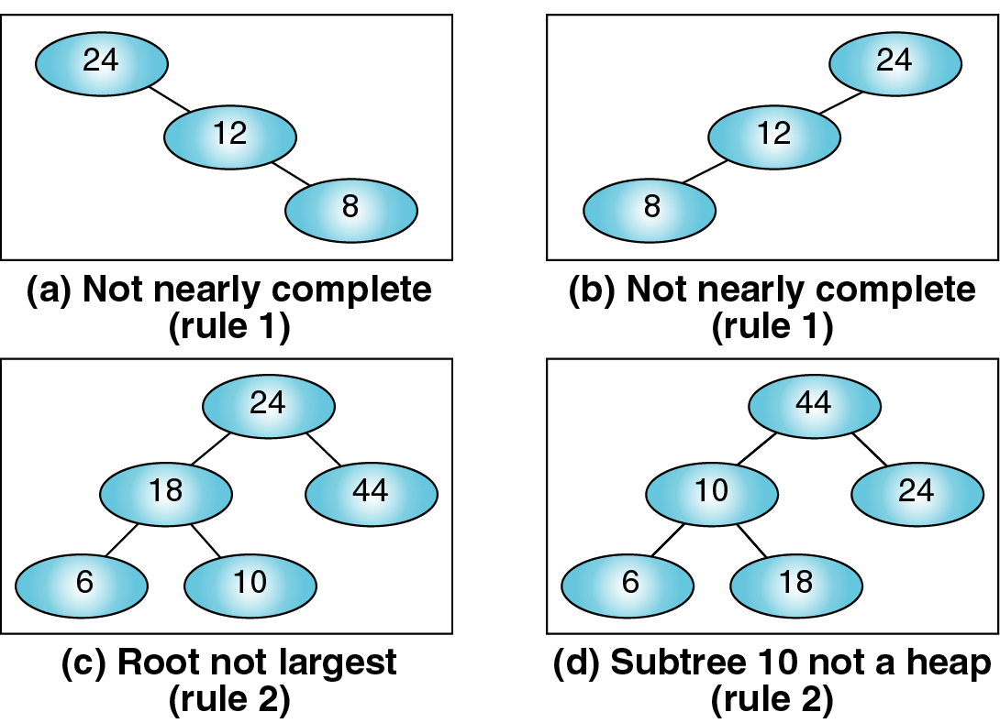 24
12
8
(a) Not nearly complete
(rule 1)
24
12
8
(b) Not nearly complete
(rule 1)
24
18 44
6 10
(c) Root not largest
(rule 2)
44
10 24
6 18
(d) Subtree 10 not a heap
(rule 2)